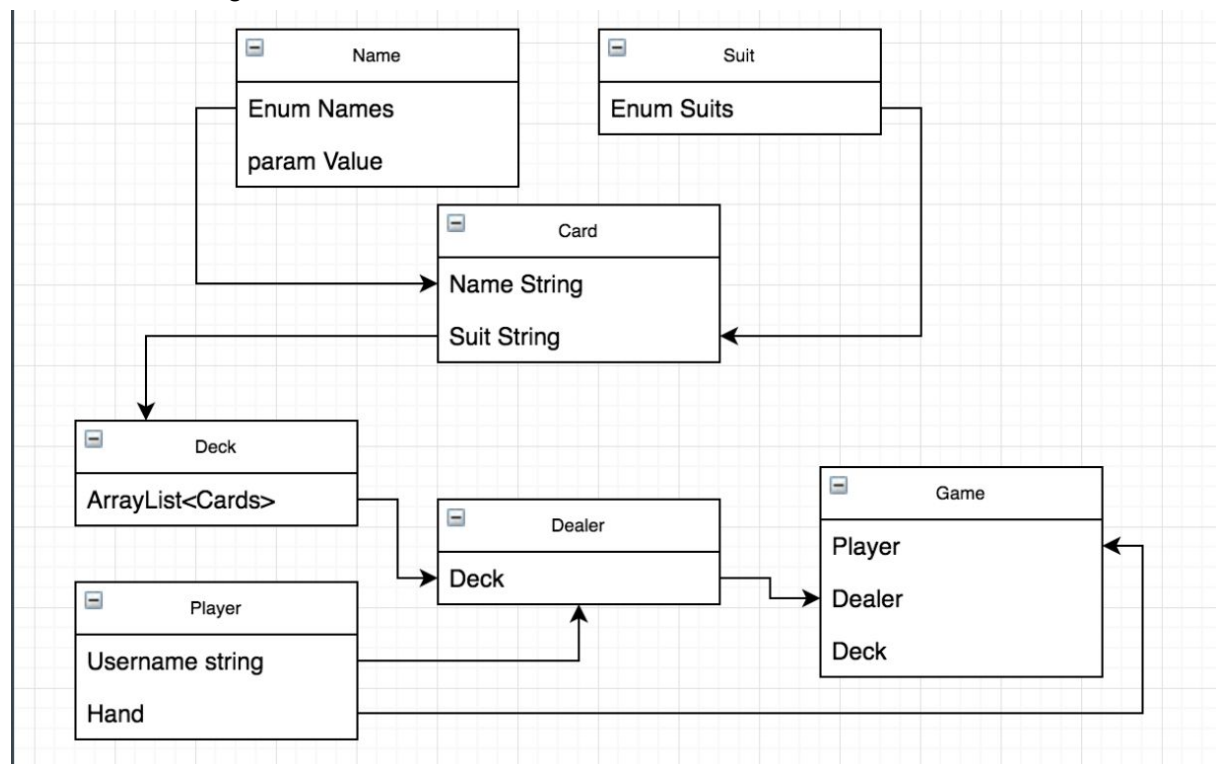 Name
Enum Names
param Value
Suit
Enum Suits
Card
Name String
Suit String
Deck
ArrayList<Cards>
Dealer
Deck
Player
Username string
Hand
Game
Player
Dealer
Deck